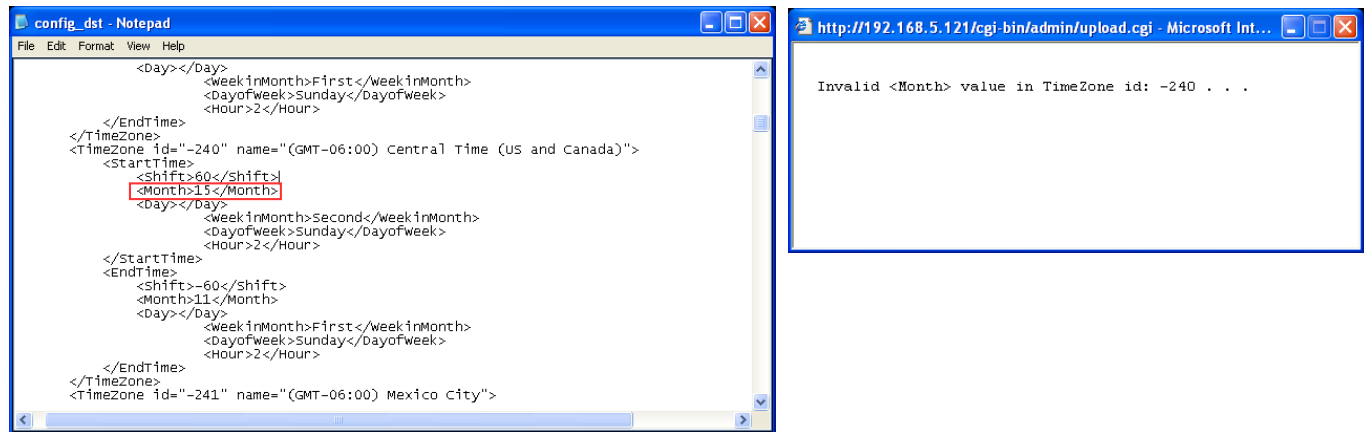 config_dst - Notepad
File Edit Format View Help
<Day></Day>
<WeekinMonth>First</WeekinMonth>
<DayofWeek>Sunday</DayofWeek>
<Hour>2</Hour>
</EndTime>
</TimeZone>
<TimeZone id="-240" name="(GMT-06:00) Central Time (US and Canada)">
<StartTime>
<Shift>60</Shift>
<Month>15</Month>
<Day></Day>
<WeekinMonth>Second</WeekinMonth>
<DayofWeek>Sunday</DayofWeek>
<Hour>2</Hour>
</StartTime>
<EndTime>
<Shift>-60</Shift>
<Month>11</Month>
<Day></Day>
<WeekinMonth>First</WeekinMonth>
<DayofWeek>Sunday</DayofWeek>
<Hour>2</Hour>
</EndTime>
</TimeZone>
<TimeZone id="-241" name="(GMT-06:00) Mexico City">
http://192.168.5.121/cgi-bin/admin/upload.cgi - Microsoft Int...
Invalid <Month> value in TimeZone id: -240 . . .